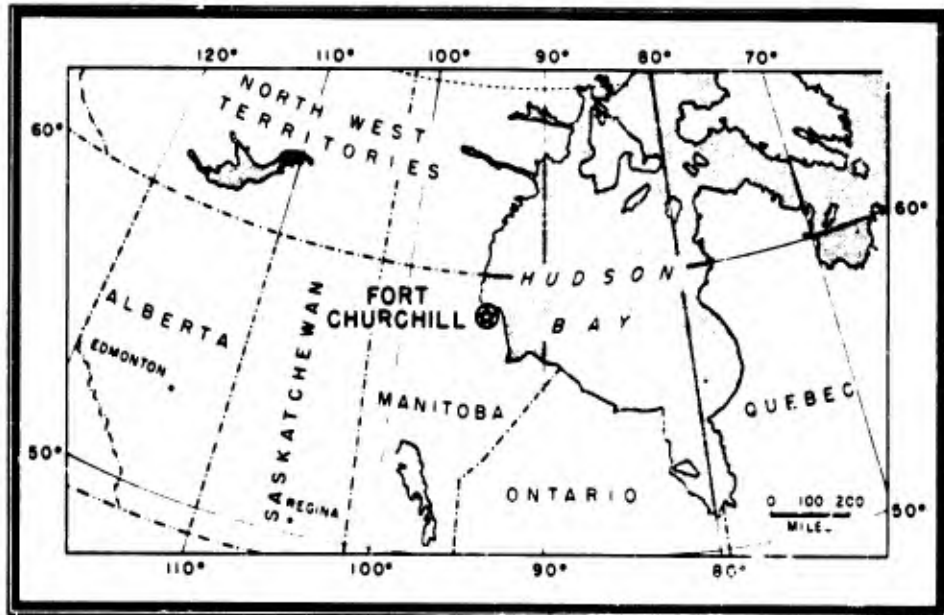 120° 110° 100° 90° 80° 70°
60°
NORTH WEST
TERRITORIES
60°
HUDSON
BAY
FORT
CHURCHILL
ALBERTA
EDMONTON
SASKATCHEWAN
MANITOBA
QUEBEC
50°
REGINA
ONTARIO
0 100 200
MILE
50°
110° 100° 90° 80°